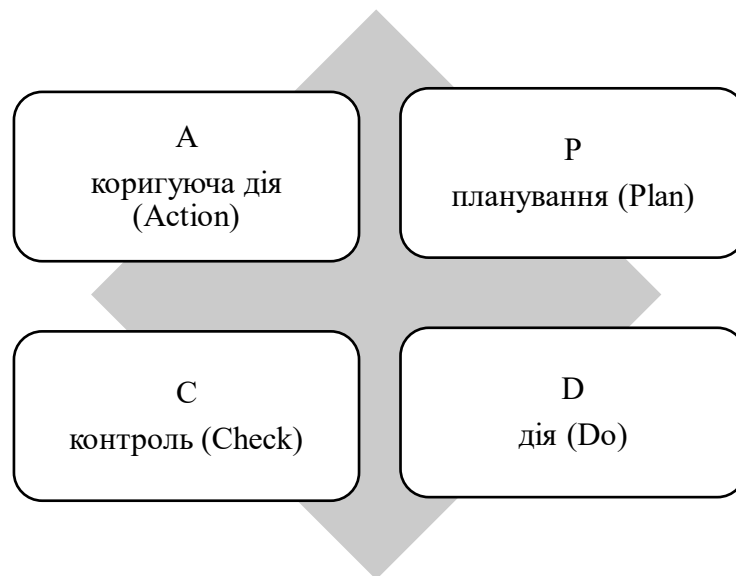 A
коригуюча дія
(Action)
P
планування (Plan)
C
контроль (Check)
D
дія (Do)